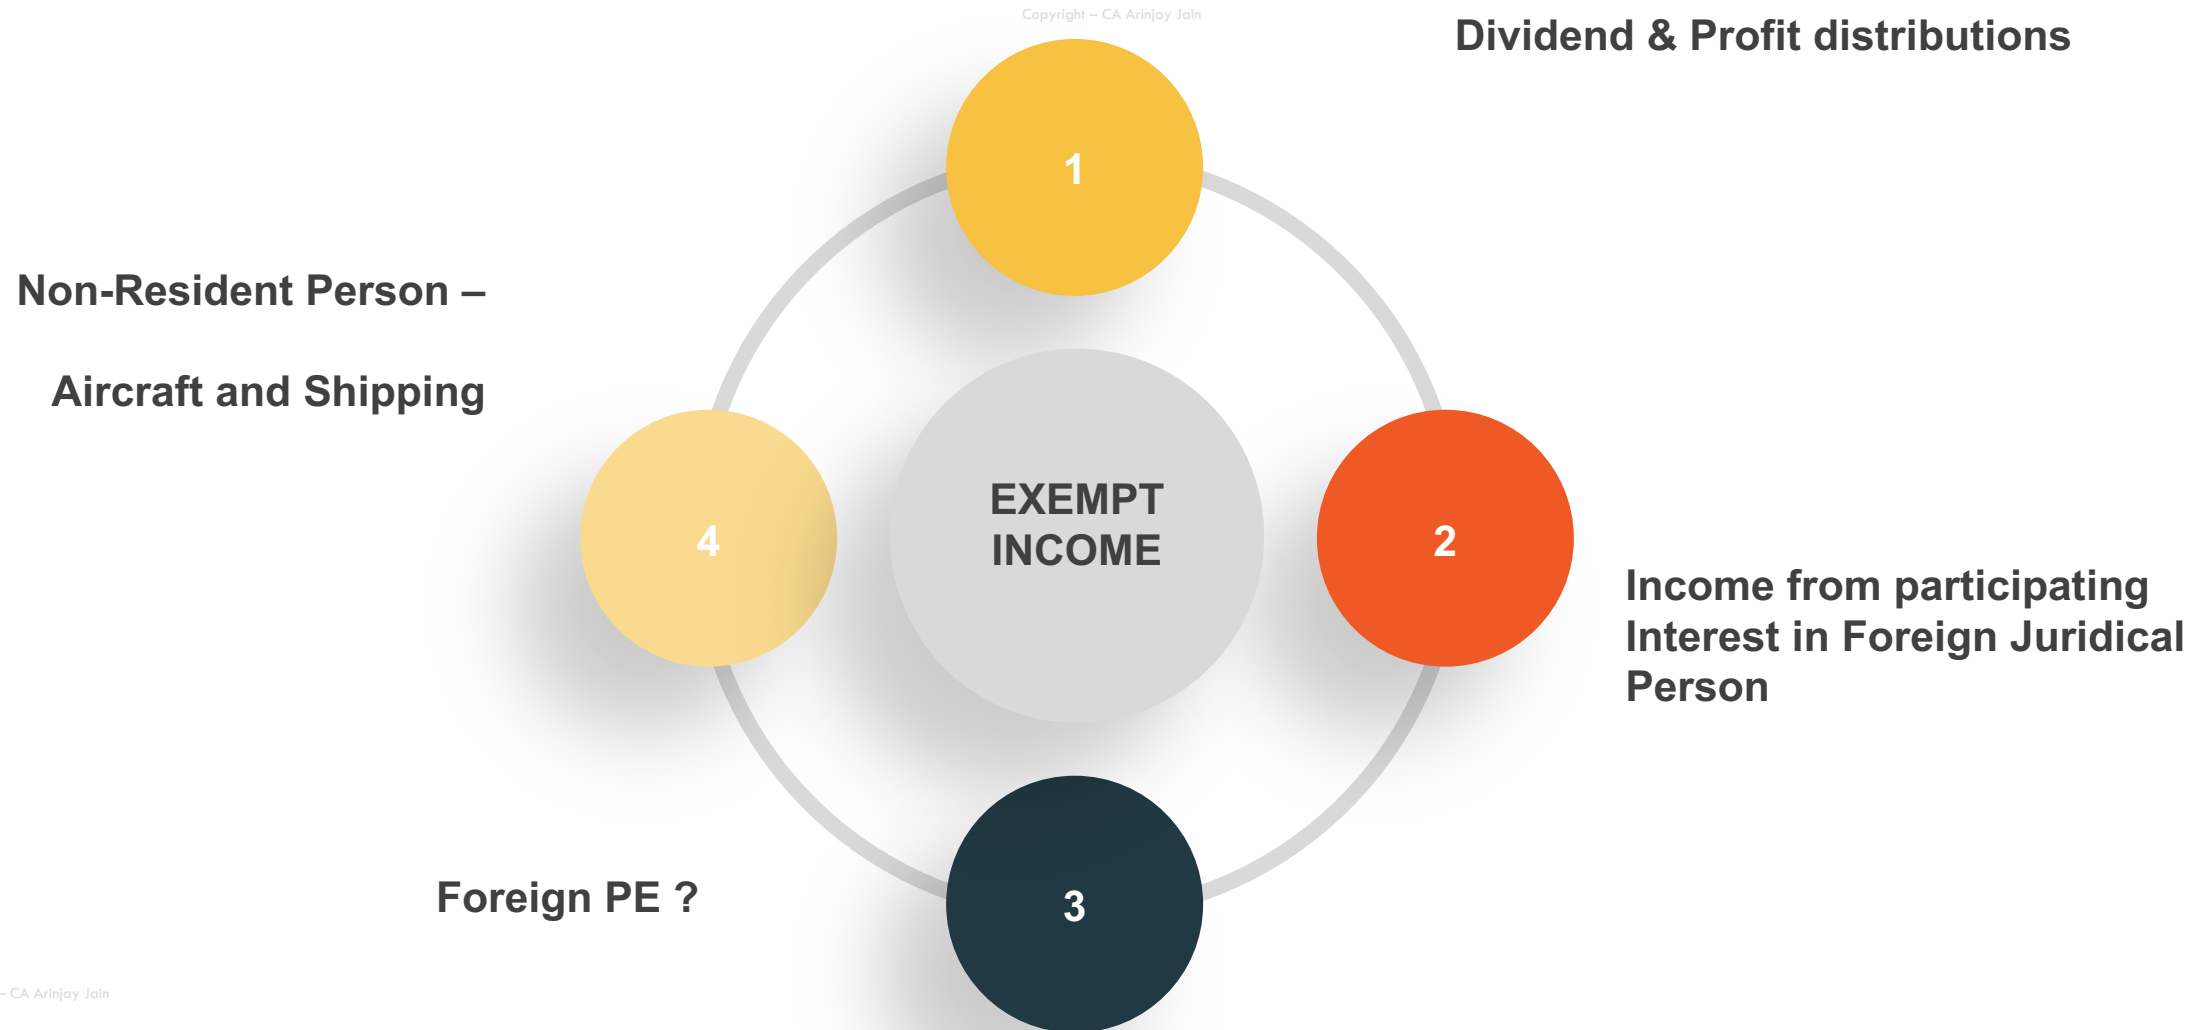 Copyright – CA Arinjay Jain
Dividend & Profit distributions
1
Non-Resident Person –
Aircraft and Shipping
4
EXEMPT
INCOME
2
Income from participating
Interest in Foreign Juridical
Person
Foreign PE ?
3
– CA Arinjay Jain